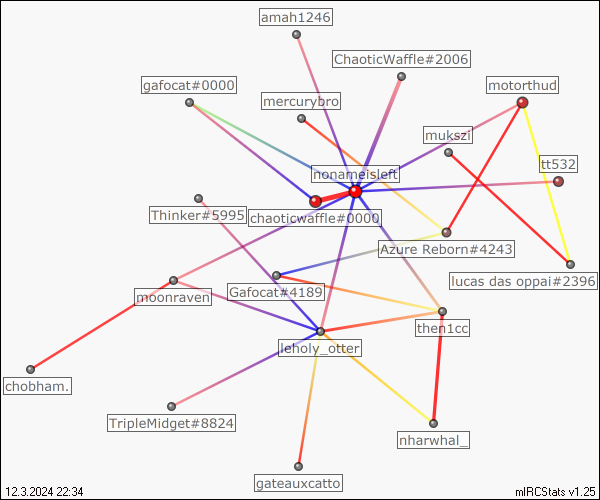 amah1246
ChaoticWaffle#2006
gafocat#0000
motorthud
mercurybro
mukszi
tt532
nonameisleft
Thinker#5995
chaoticwaffle#0000
Azure Reborn#4243
lucas das oppai#2396
moonraven
Gafocat#4189
then1cc
leholy_otter
chobham.
TripleMidget#8824
nharwhal_
gateauxcatto
12.3.2024 22:34
mIRCStats v1.25